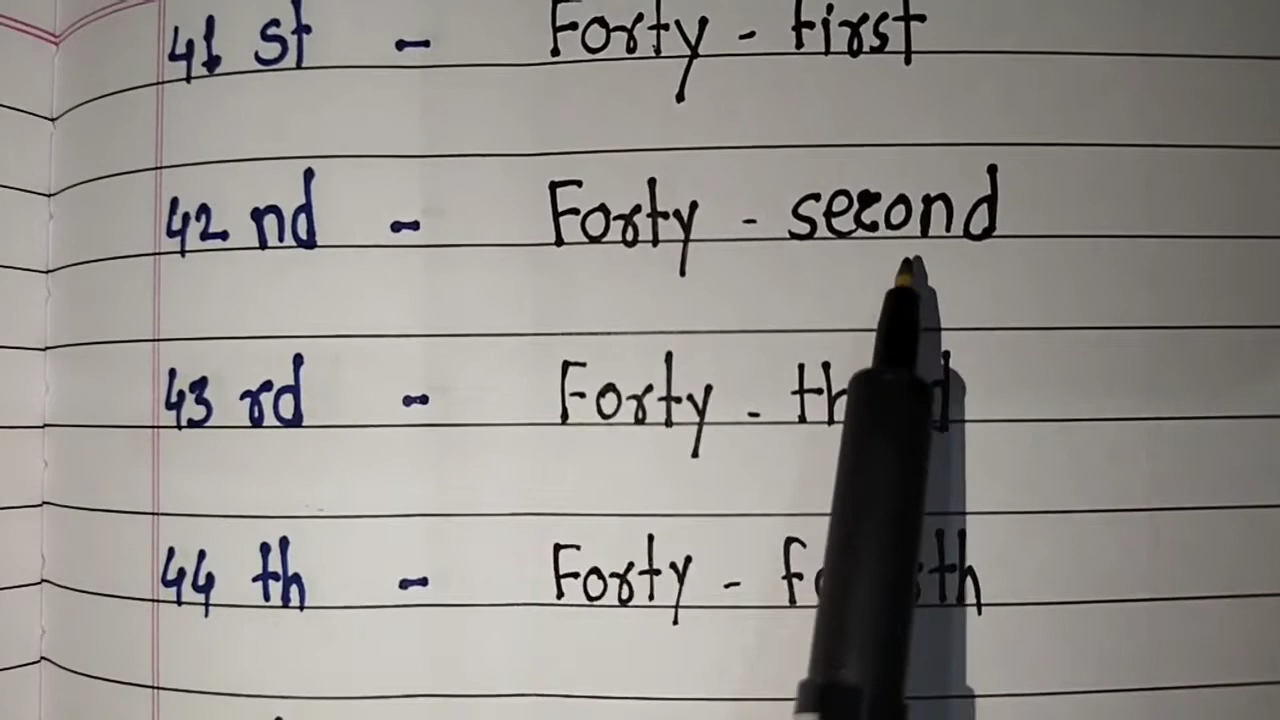 41 st - Forty - first
42 nd - Forty - second
43 rd - Forty -
44 th - Forty -